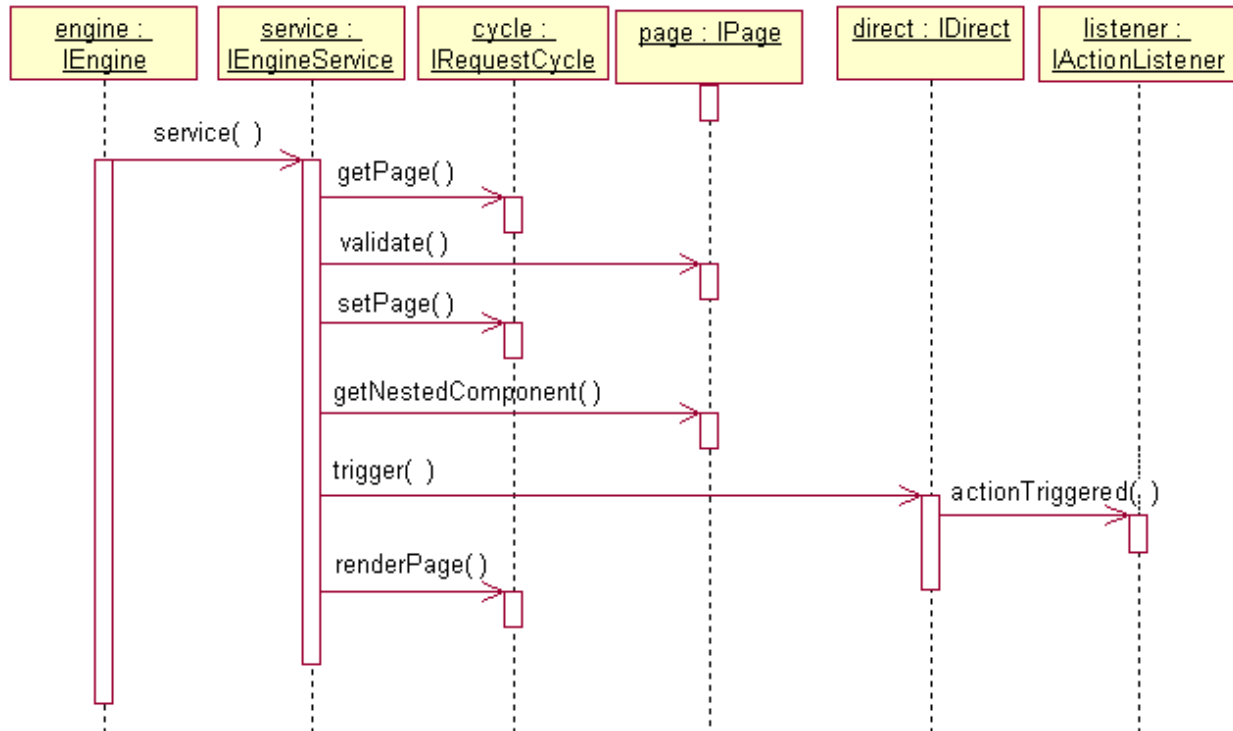 engine :
IEngine
service :
IEngineService
cycle :
IRequestCycle
page : IPage
direct : IDirect
listener :
IActionListener
service( )
getPage()
validate()
setPage()
getNestedComponent()
trigger( )
actionTriggered( )
renderPage()